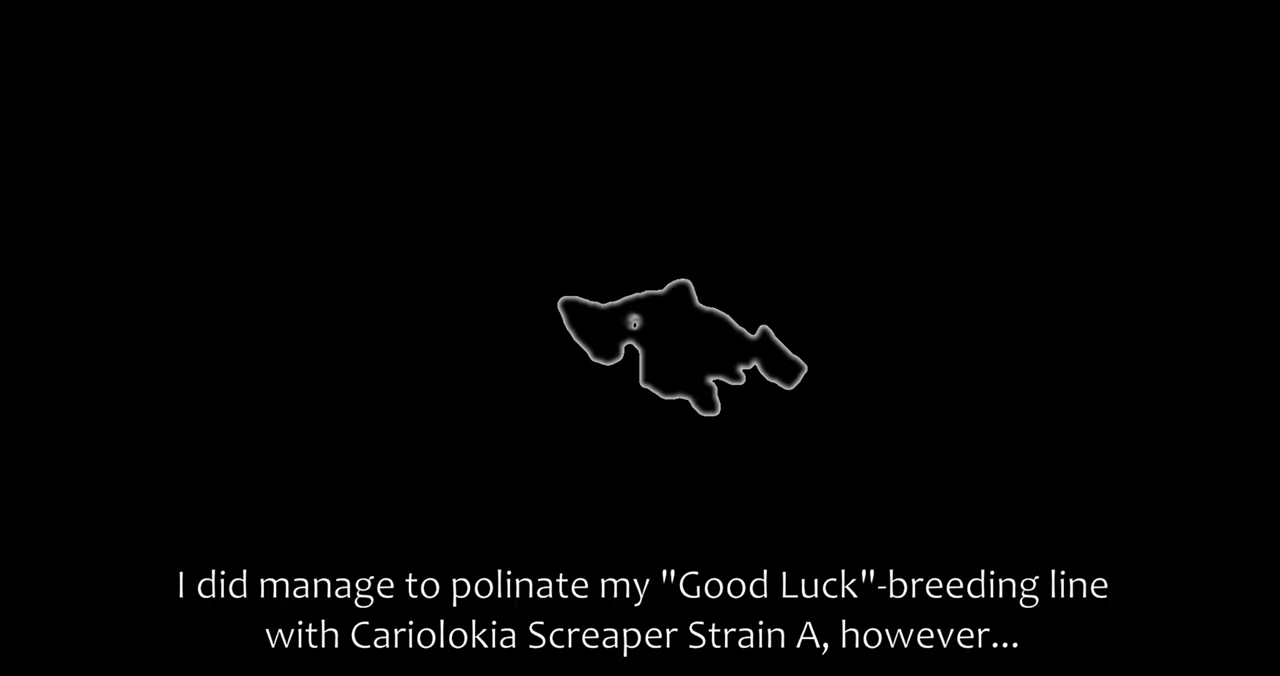 I did manage to polinate my "Good Luck"-breeding line
with Cariolokia Screaper Strain A, however...